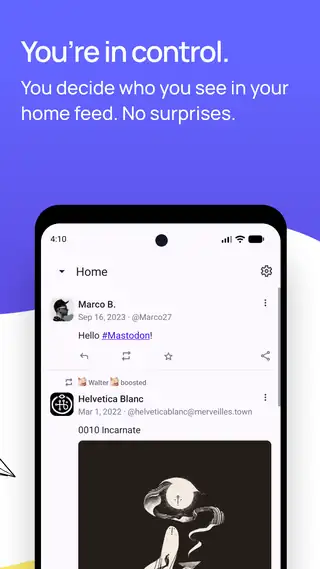 You're in control.
You decide who you see in your
home feed. No surprises.
4:10
Home
Marco B.
Sep 16, 2023 · @Marco27
Hello #Mastodon!
Walter boosted
Helvetica Blanc
Mar 1, 2022 · @helveticablanc@merveilles.town
0010 Incarnate